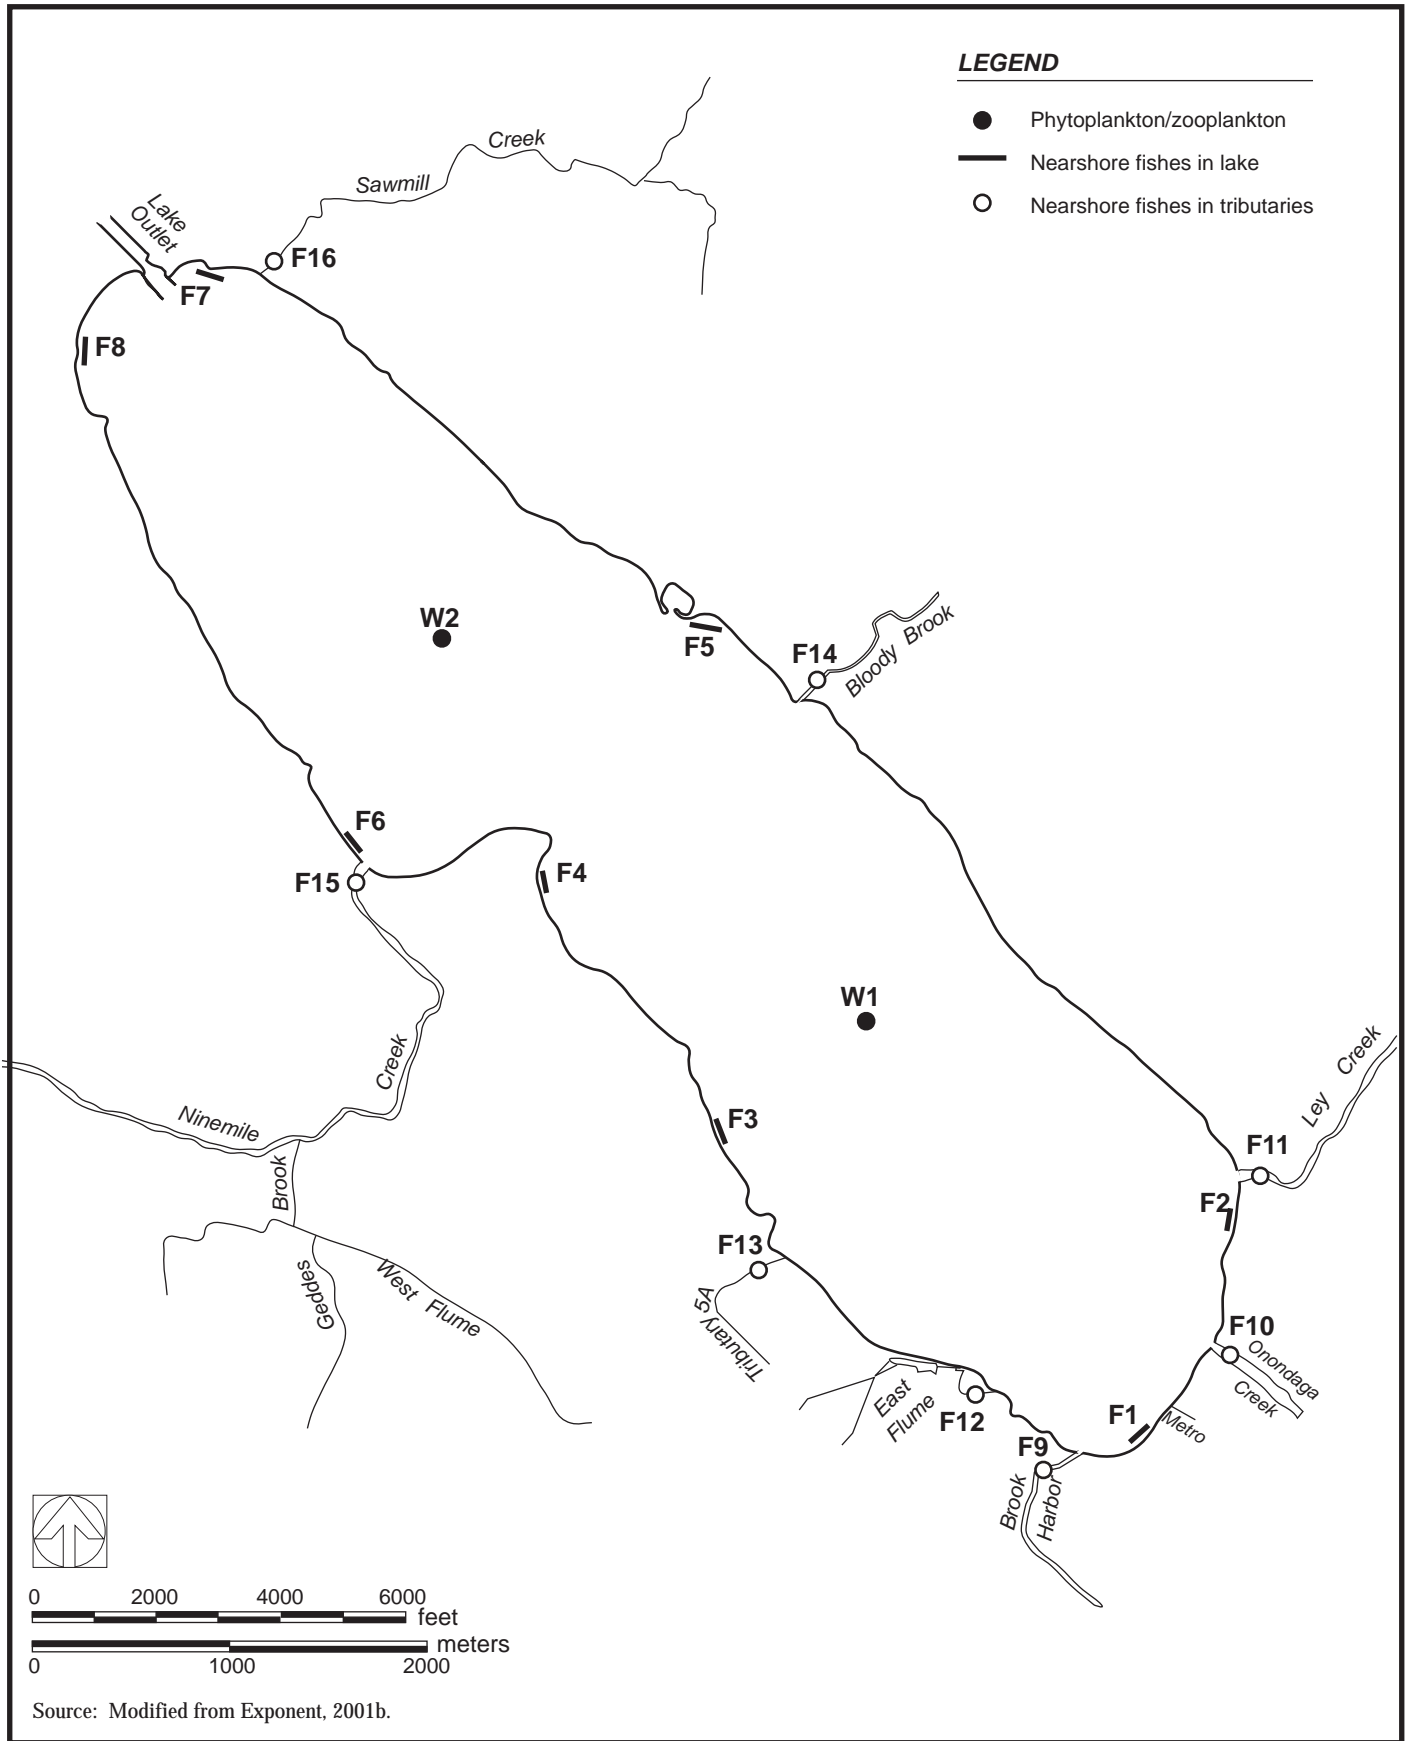 LEGEND
Phytoplankton/zooplankton
Nearshore fishes in lake
Nearshore fishes in tributaries
Creek
Sawmill
Lake
Outlet
F16
F7
F8
W2
F5
F14
Bloody Brook
F6
F4
F15
W1
Creek
Ninemile
Brook
Geddes
West Flume
F3
Ley Creek
F11
F2
F13
Tributary 5A
F10
Onondaga
Creek
East
Flume
F12
F1
Metro
F9
Brook
Harbor
0 2000 4000 6000
feet
meters
0 1000 2000
Source: Modified from Exponent, 2001b.